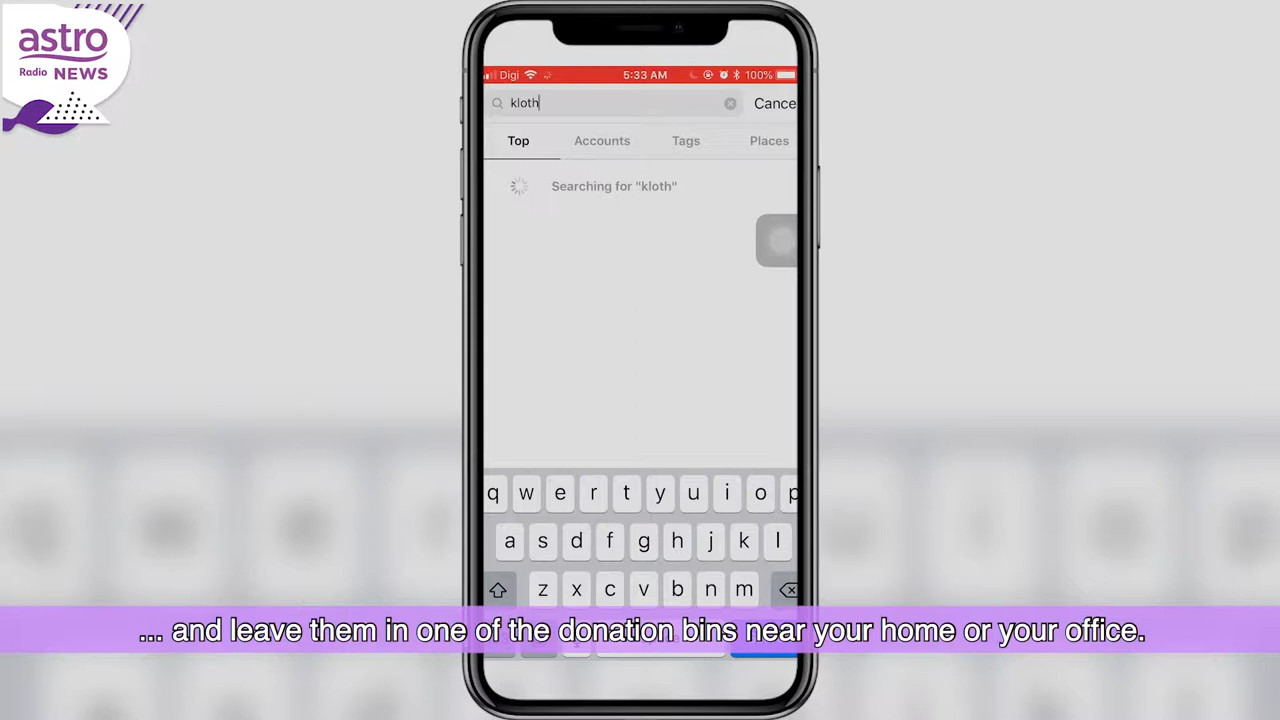 astro
Radio NEWS
Digi 5:33 AM 100%
kloth Cance
Top Accounts Tags Places
Searching for "kloth"
q w e r t y u i o p
a s d f g h j k l
z x c v b n m
... and leave them in one of the donation bins near your home or your office.